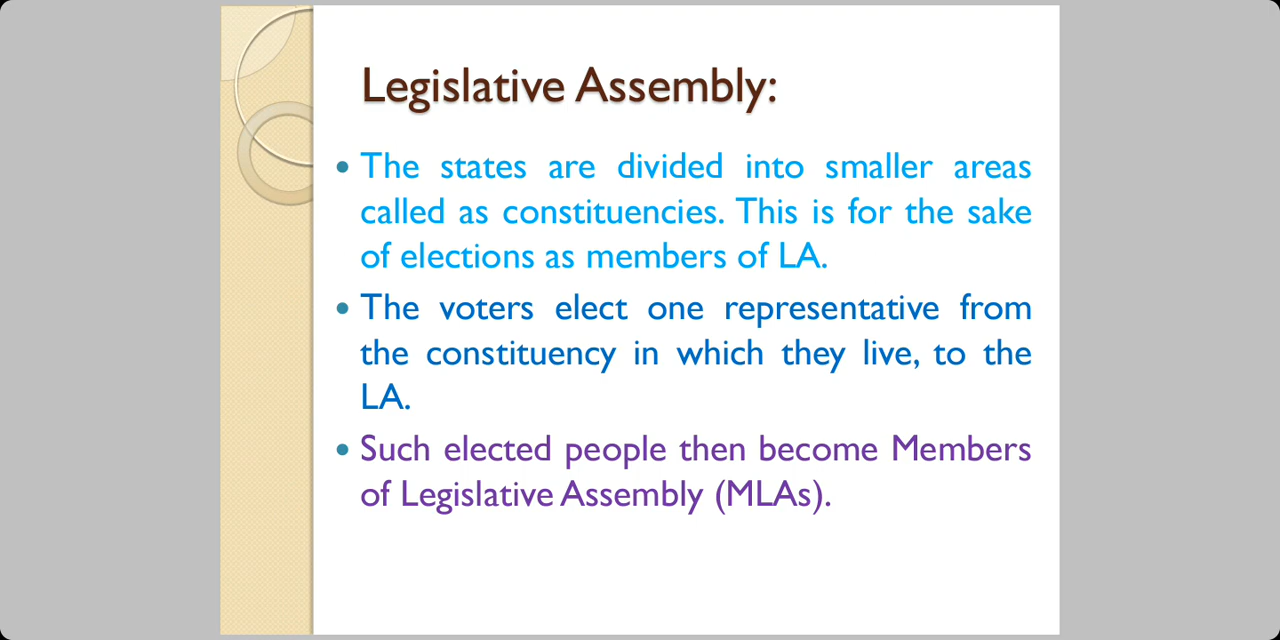 Legislative Assembly:
The states are divided into smaller areas
called as constituencies. This is for the sake
of elections as members of LA.
The voters elect one representative from
the constituency in which they live, to the
LA.
Such elected people then become Members
of Legislative Assembly (MLAs).